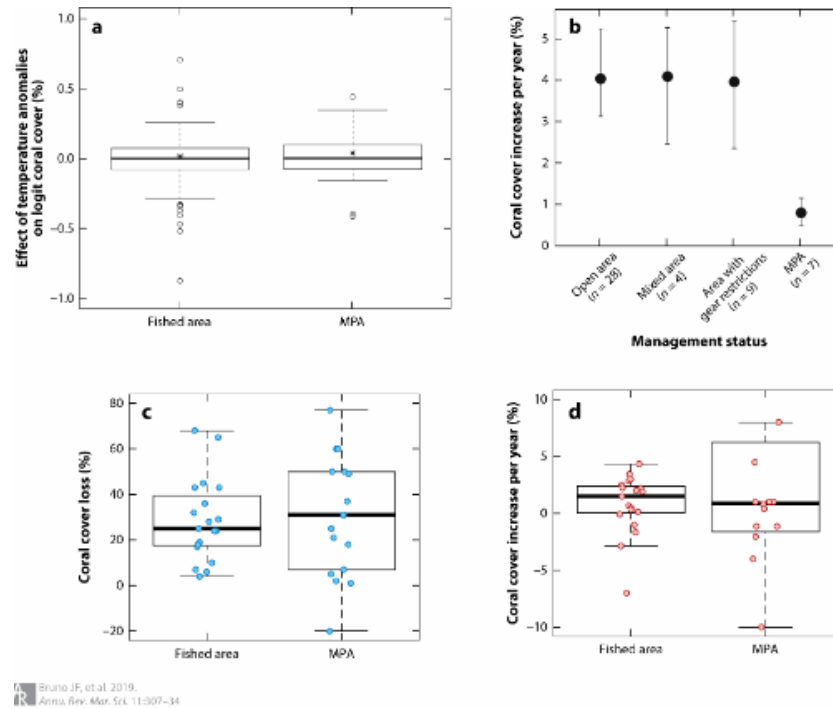 a
Effect of temperature anomalies
on logit coral cover (%)
1.0
0.5
0.0
−0.5
−1.0
Fished area
MPA
b
Coral cover increase per year (%)
5
4
3
2
1
0
Open area
(n = 28)
Mixed area
(n = 4)
Area with
gear restrictions
(n = 9)
MPA
(n = 7)
Management status
c
Coral cover loss (%)
80
60
40
20
0
−20
Fished area
MPA
d
Coral cover increase per year (%)
10
5
0
−5
−10
Fished area
MPA
AR
Bruno JF, et al. 2019.
Annu. Rev. Mar. Sci. 11:307–34